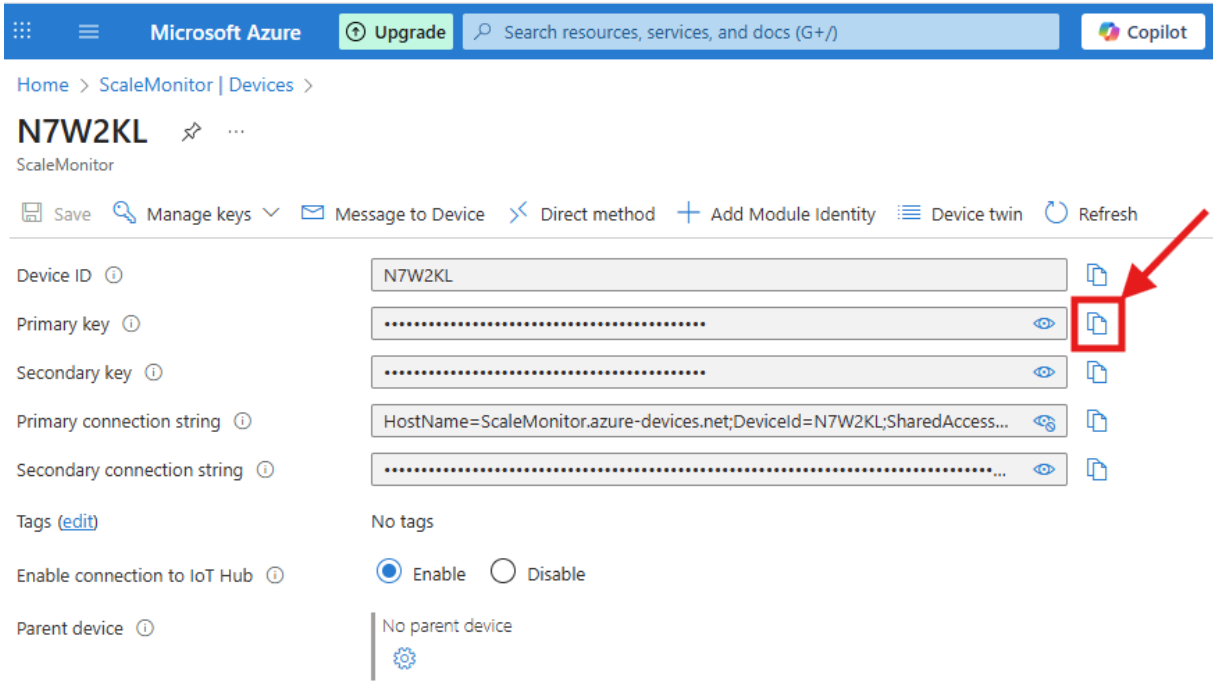 Microsoft Azure Upgrade Search resources, services, and docs (G+/) Copilot
Home > ScaleMonitor | Devices >
N7W2KL ...
ScaleMonitor
Save Manage keys Message to Device Direct method Add Module Identity Device twin Refresh
Device ID N7W2KL
Primary key ••••••••••••••••••••••••••••••••••••••••••••
Secondary key ••••••••••••••••••••••••••••••••••••••••••••
Primary connection string HostName=ScaleMonitor.azure-devices.net;DeviceId=N7W2KL;SharedAccess...
Secondary connection string ••••••••••••••••••••••••••••••••••••••••••••••••••••••••••••••••••••••••••••••••••••...
Tags (edit) No tags
Enable connection to IoT Hub Enable Disable
Parent device No parent device